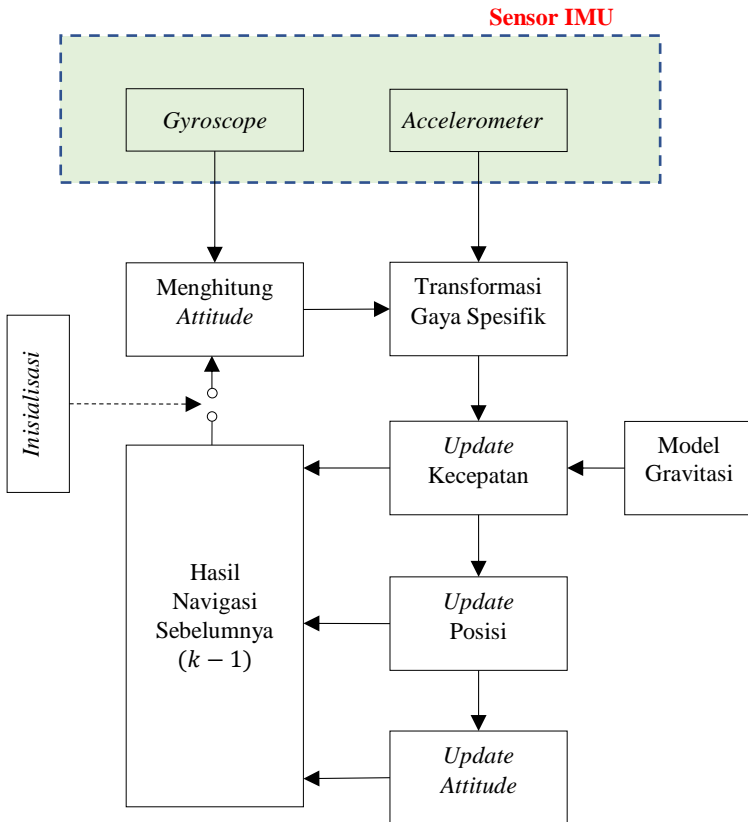 Sensor IMU
Gyroscope
Accelerometer
Menghitung
Attitude
Transformasi
Gaya Spesifik
Inisialisasi
Update
Kecepatan
Model
Gravitasi
Hasil
Navigasi
Sebelumnya
(k − 1)
Update
Posisi
Update
Attitude